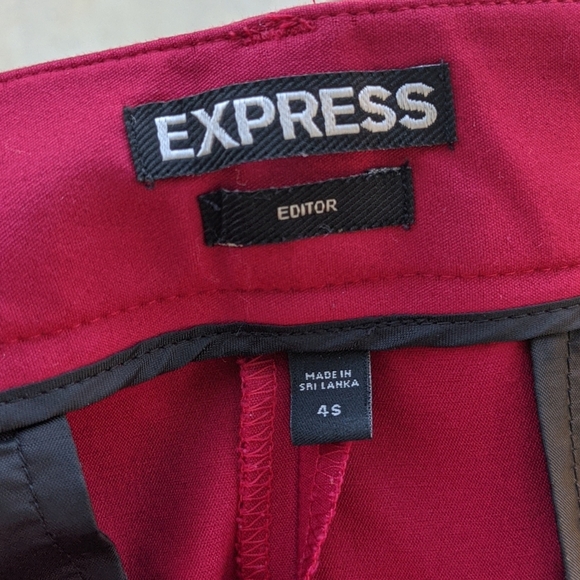 EXPRESS
EDITOR
MADE IN
SRI LANKA
4S